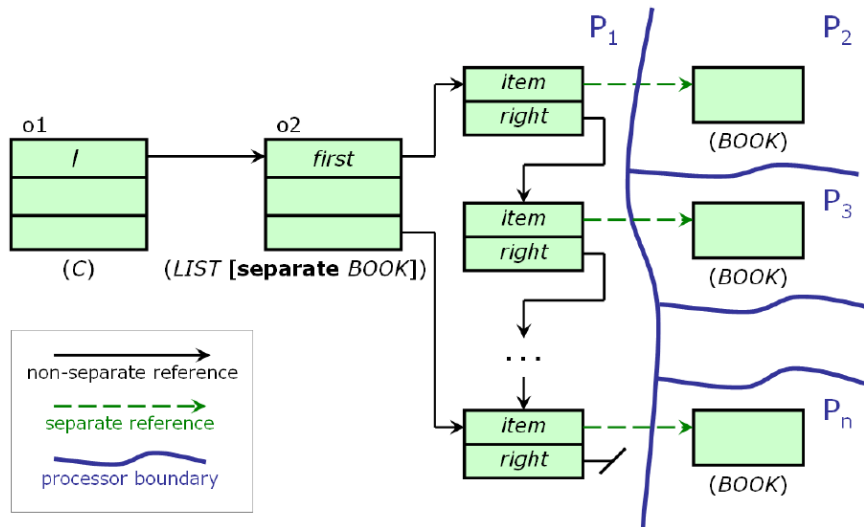 P1
P2
item
right
(BOOK)
o1
o2
l
first
(C)
(LIST [separate BOOK])
item
right
P3
(BOOK)
...
non-separate reference
separate reference
processor boundary
item
right
Pn
(BOOK)